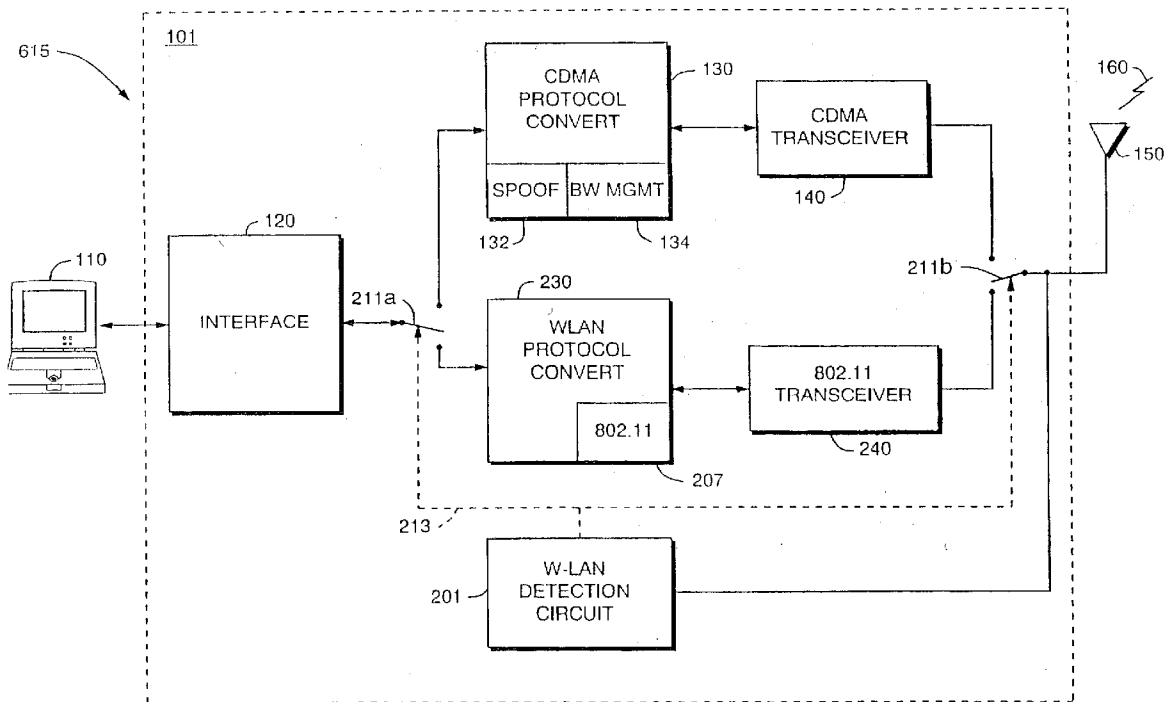 615
101
CDMA
PROTOCOL
CONVERT
130
SPOOF
BW MGMT
132
134
CDMA
TRANSCEIVER
140
160
150
110
120
INTERFACE
211a
211b
230
WLAN
PROTOCOL
CONVERT
802.11
207
802.11
TRANSCEIVER
240
213
201
W-LAN
DETECTION
CIRCUIT